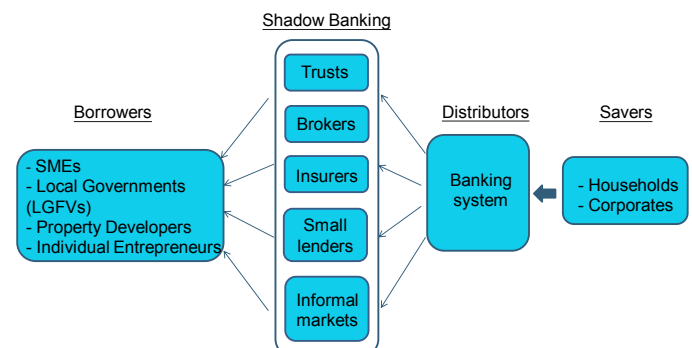 Shadow Banking
Trusts
Brokers
Insurers
Small
lenders
Informal
markets
Borrowers
- SMEs
- Local Governments
(LGFVs)
- Property Developers
- Individual Entrepreneurs
Distributors
Banking
system
Savers
- Households
- Corporates